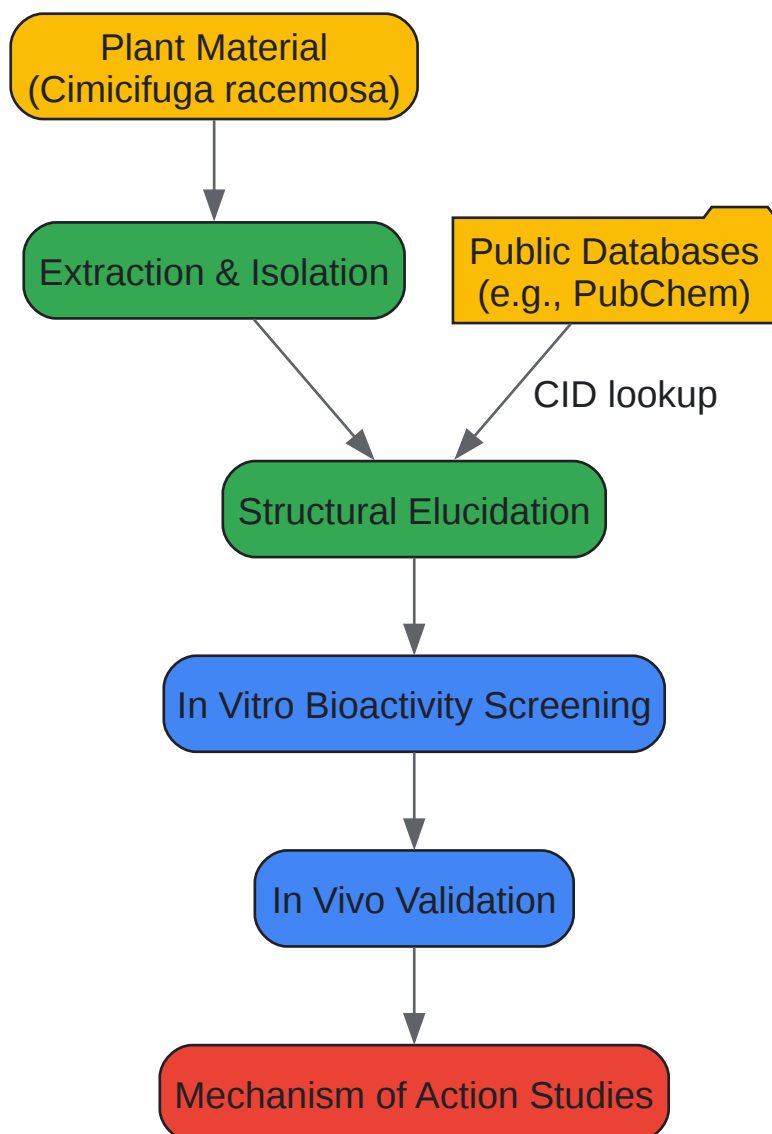 Plant Material
(Cimicifuga racemosa)
Extraction & Isolation
Public Databases
(e.g., PubChem)
CID lookup
Structural Elucidation
In Vitro Bioactivity Screening
In Vivo Validation
Mechanism of Action Studies